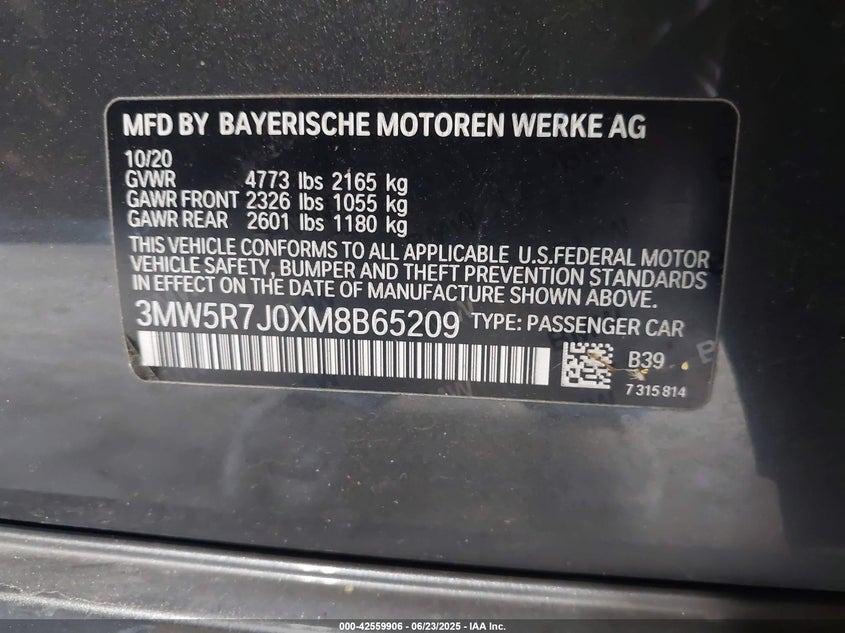 MFD BY BAYERISCHE MOTOREN WERKE AG
10/20
GVWR 4773 lbs 2165 kg
GAWR FRONT 2326 lbs 1055 kg
GAWR REAR 2601 lbs 1180 kg
THIS VEHICLE CONFORMS TO ALL APPLICABLE U.S.FEDERAL MOTOR
VEHICLE SAFETY, BUMPER AND THEFT PREVENTION STANDARDS
IN EFFECT ON THE DATE OF MANUFACTURE SHOWN ABOVE.
3MW5R7J0XM8B65209 TYPE: PASSENGER CAR
B39
7 315 814
000-42559906 - 06/23/2025 - IAA Inc.